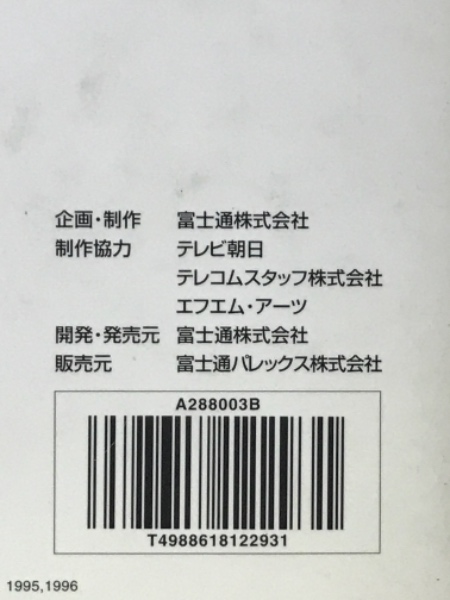 企画・制作 富士通株式会社
制作協力 テレビ朝日
テレコムスタッフ株式会社
エフエム・アーツ
開発・発売元 富士通株式会社
販売元 富士通パレックス株式会社
A288003B
T4988618122931
1995,1996